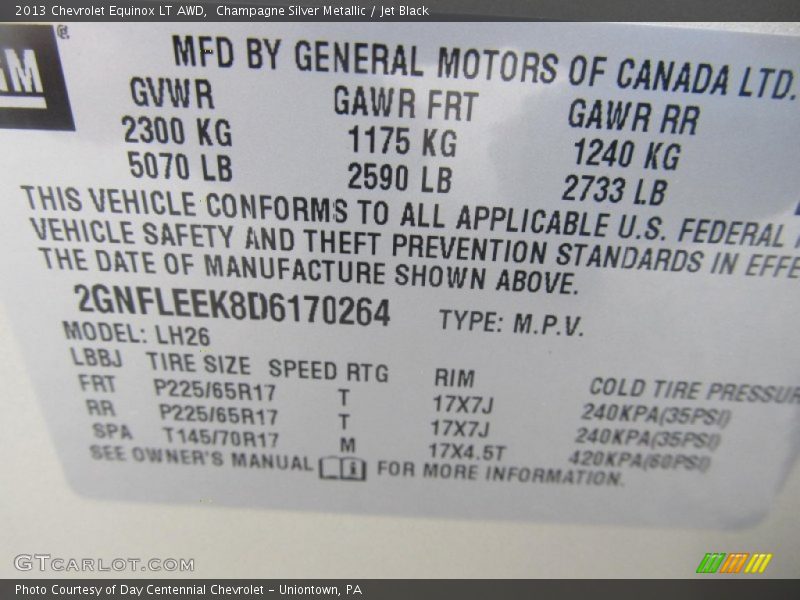 2013 Chevrolet Equinox LT AWD, Champagne Silver Metallic / Jet Black
GM
MFD BY GENERAL MOTORS OF CANADA LTD.
GVWR GAWR FRT GAWR RR
2300 KG 1175 KG 1240 KG
5070 LB 2590 LB 2733 LB
THIS VEHICLE CONFORMS TO ALL APPLICABLE U.S. FEDERAL
VEHICLE SAFETY AND THEFT PREVENTION STANDARDS IN EFFE
THE DATE OF MANUFACTURE SHOWN ABOVE.
2GNFLEEK8D6170264 TYPE: M.P.V.
MODEL: LH26
LBBJ TIRE SIZE SPEED RTG RIM COLD TIRE PRESSUR
FRT P225/65R17 T 17X7J 240KPA(35PSI)
RR P225/65R17 T 17X7J 240KPA(35PSI)
SPA T145/70R17 M 17X4.5T 420KPA(60PSI)
SEE OWNER'S MANUAL FOR MORE INFORMATION.
GTCARLOT.COM
Photo Courtesy of Day Centennial Chevrolet - Uniontown, PA